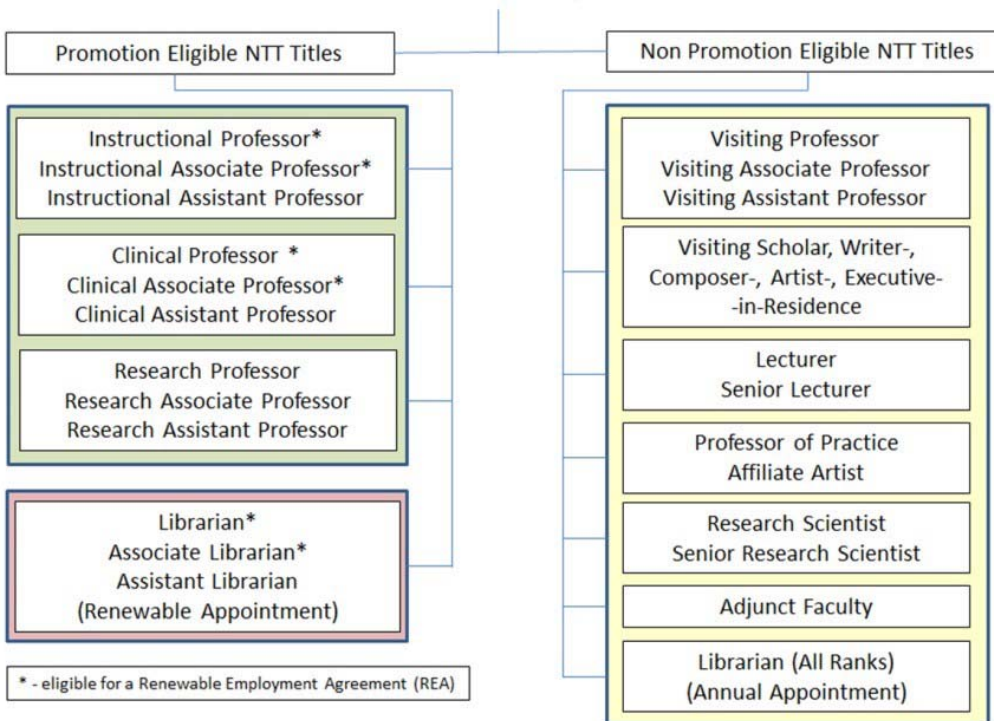 Promotion Eligible NTT Titles
Instructional Professor*
Instructional Associate Professor*
Instructional Assistant Professor
Clinical Professor *
Clinical Associate Professor*
Clinical Assistant Professor
Research Professor
Research Associate Professor
Research Assistant Professor
Librarian*
Associate Librarian*
Assistant Librarian
(Renewable Appointment)
* - eligible for a Renewable Employment Agreement (REA)
Non Promotion Eligible NTT Titles
Visiting Professor
Visiting Associate Professor
Visiting Assistant Professor
Visiting Scholar, Writer-,
Composer-, Artist-, Executive-
-in-Residence
Lecturer
Senior Lecturer
Professor of Practice
Affiliate Artist
Research Scientist
Senior Research Scientist
Adjunct Faculty
Librarian (All Ranks)
(Annual Appointment)